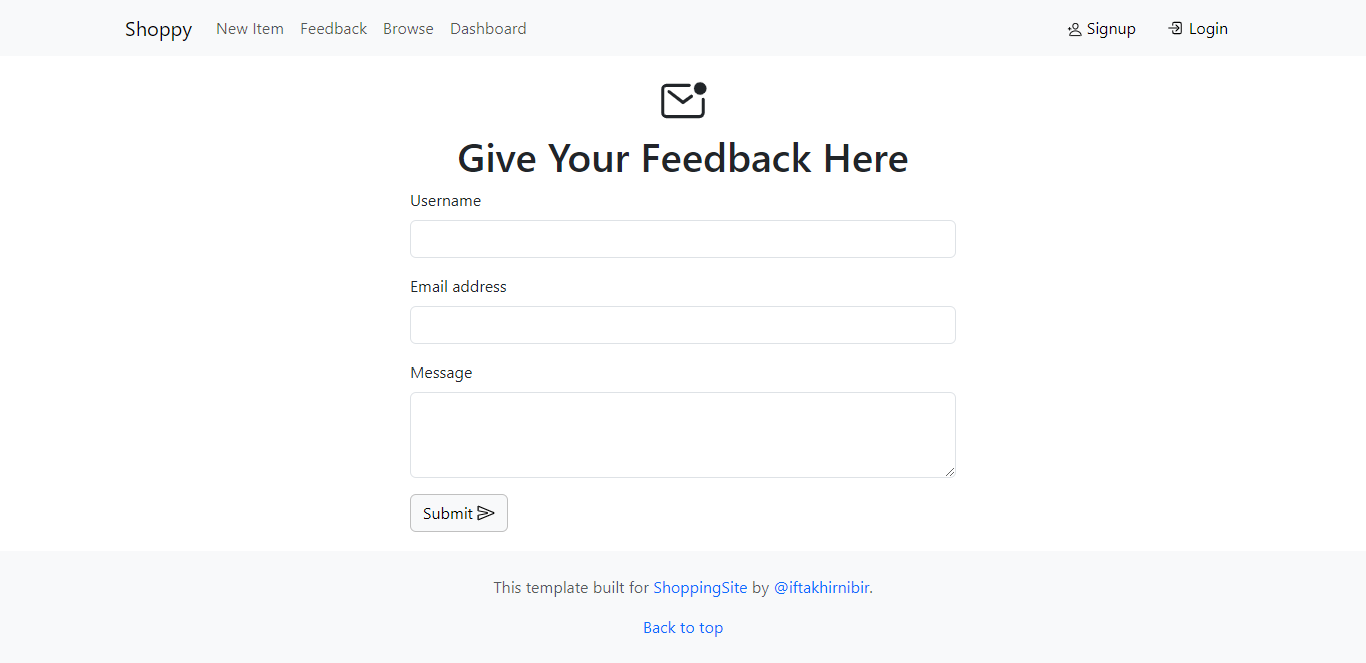 Shoppy New Item Feedback Browse Dashboard Signup Login
Give Your Feedback Here
Username
Email address
Message
Submit
This template built for ShoppingSite by @iftakhirnibir.
Back to top